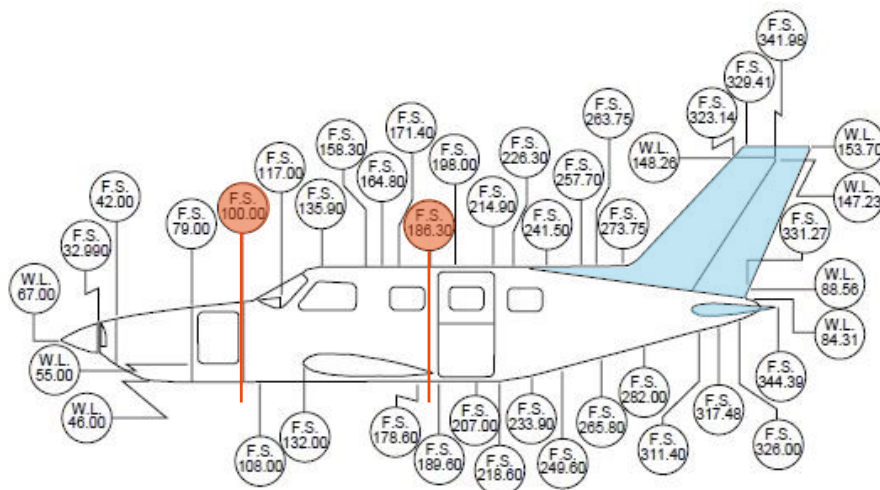 F.S.
341.98
F.S.
329.41
F.S.
323.14
F.S.
263.75
F.S.
171.40
F.S.
158.30
F.S.
226.30
W.L.
148.26
W.L.
153.70
F.S.
117.00
F.S.
164.80
F.S.
198.00
F.S.
257.70
F.S.
42.00
F.S.
135.90
F.S.
214.90
W.L.
147.23
F.S.
79.00
F.S.
100.00
F.S.
186.30
F.S.
241.50
F.S.
273.75
F.S.
331.27
F.S.
32.990
W.L.
67.00
W.L.
88.56
W.L.
84.31
W.L.
55.00
W.L.
46.00
F.S.
344.39
F.S.
132.00
F.S.
178.60
F.S.
207.00
F.S.
233.90
F.S.
265.80
F.S.
282.00
F.S.
317.48
F.S.
108.00
F.S.
189.60
F.S.
218.60
F.S.
249.60
F.S.
311.40
F.S.
326.00